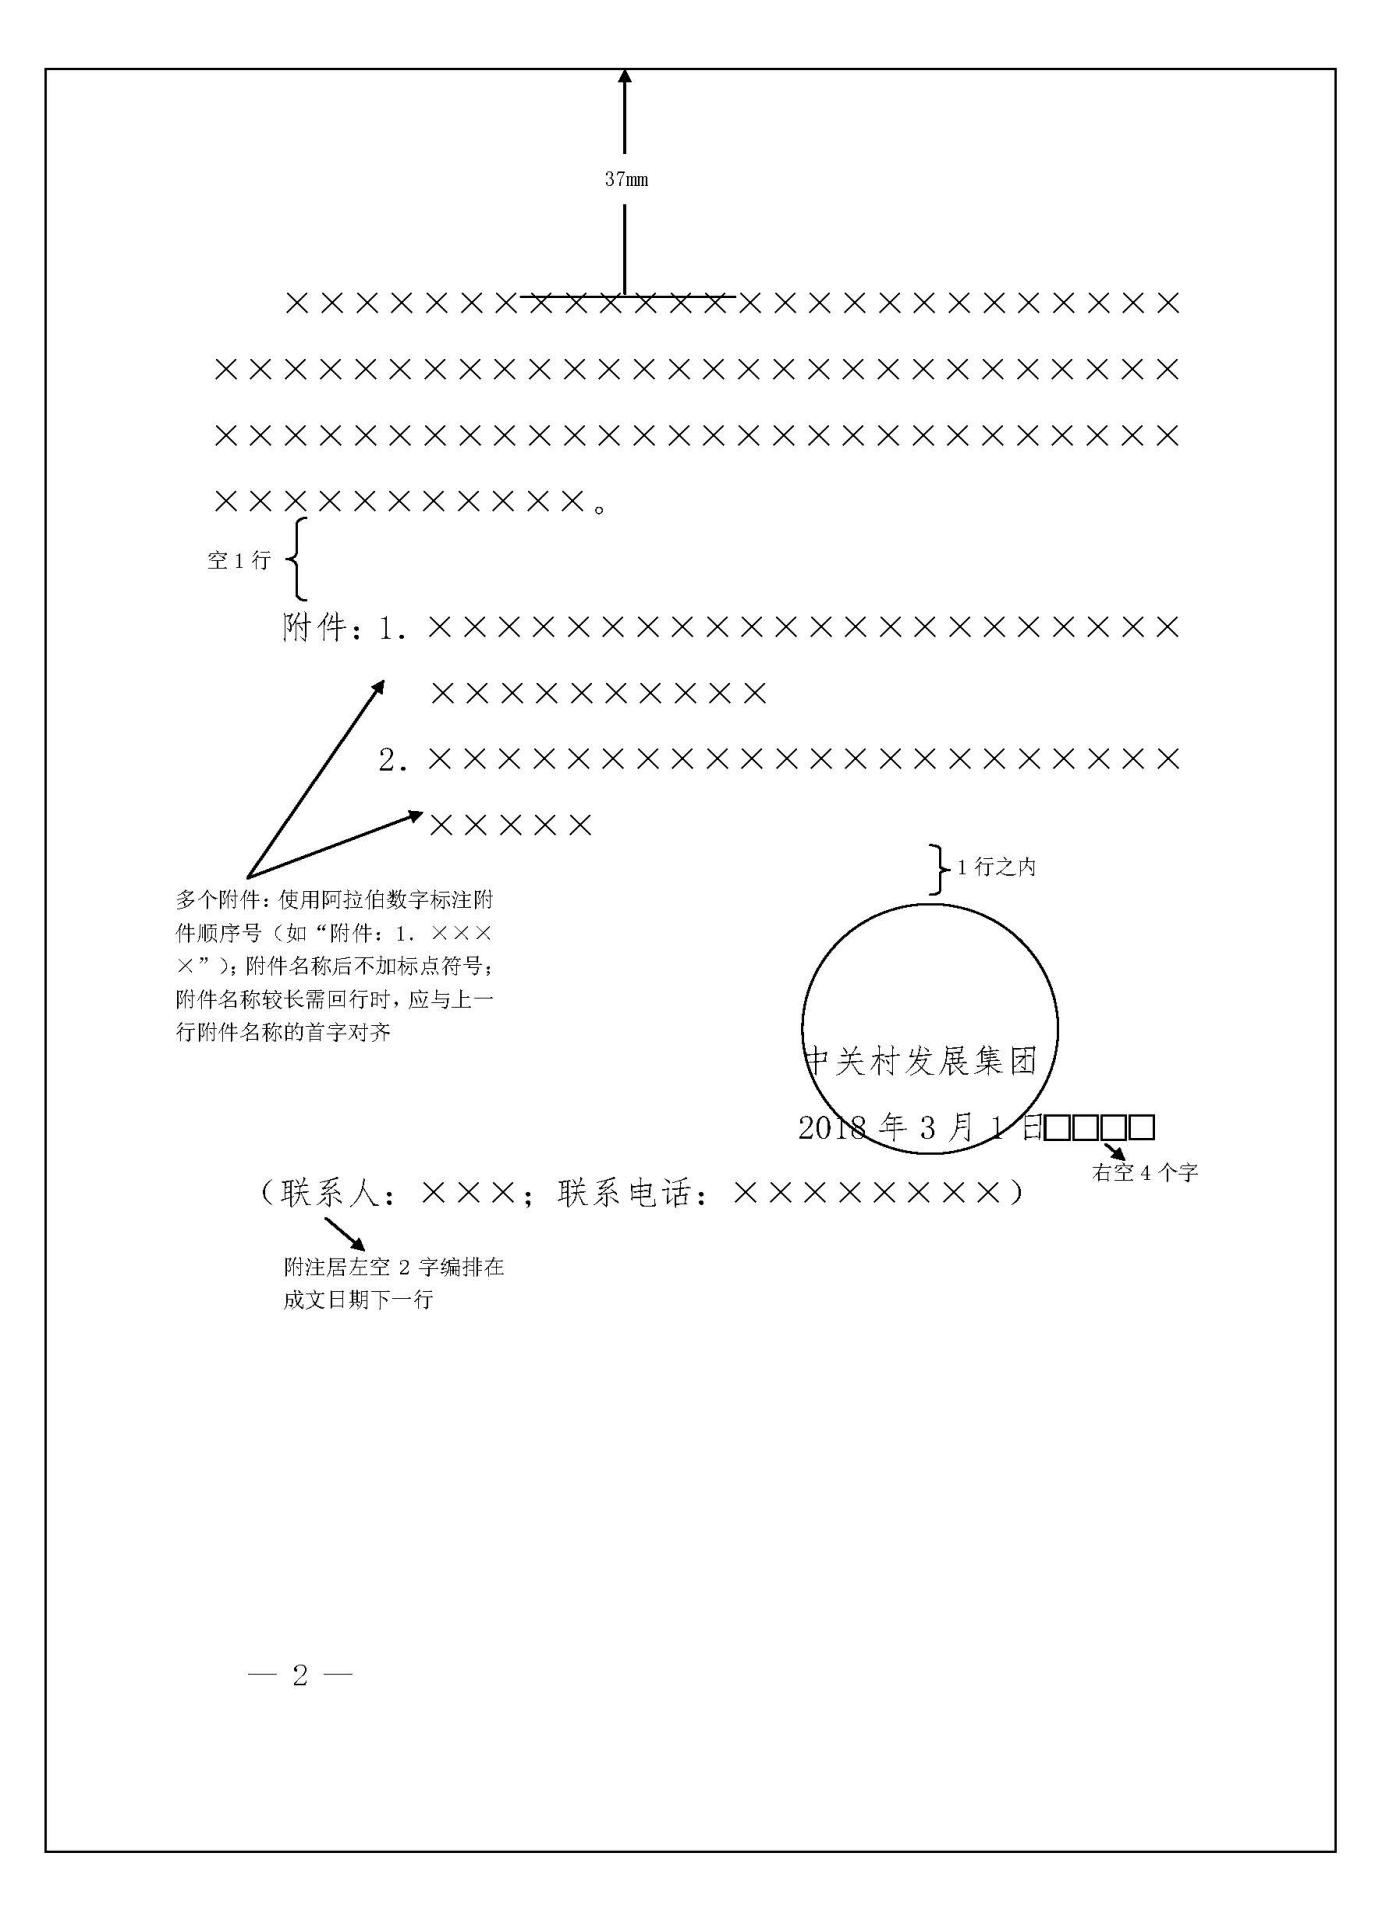 37mm
××××××××××××××××××××××××××
××××××××××××××××××××××××××××
××××××××××××××××××××××××××××
×××××××××××。
空1行
附件：1．××××××××××××××××××××××
××××××××××
2．××××××××××××××××××××××
×××××
1行之内
多个附件：使用阿拉伯数字标注附
件顺序号（如“附件：1．×××
×”）；附件名称后不加标点符号；
附件名称较长需回行时，应与上一
行附件名称的首字对齐
中关村发展集团
2018年3月1日□□□□
右空4个字
（联系人：×××；联系电话：××××××××）
附注居左空2字编排在
成文日期下一行
— 2 —